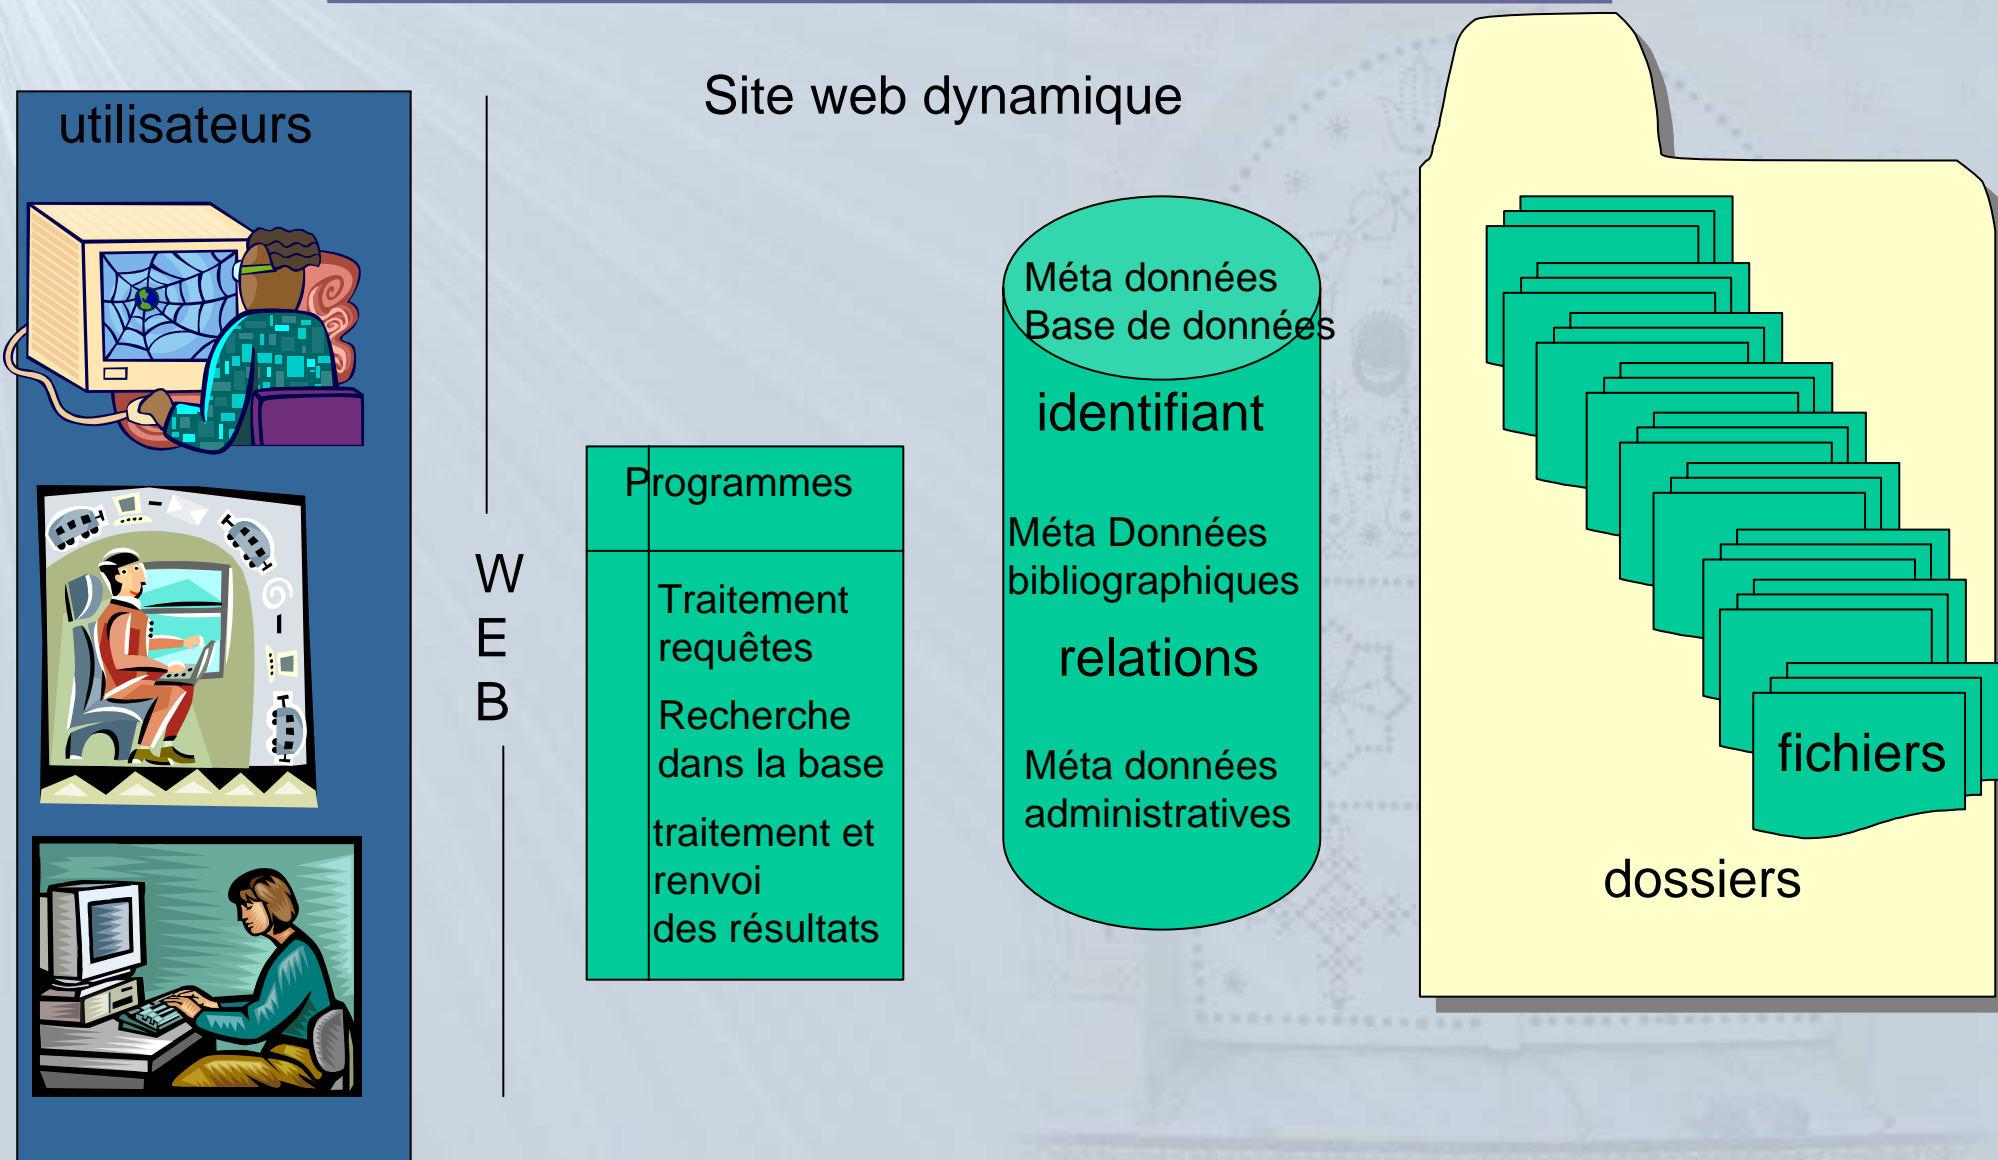 Site web dynamique
utilisateurs
W
E
B
Programmes
Traitement
requêtes
Recherche
dans la base
traitement et
renvoi
des résultats
Méta données
Base de données
identifiant
Méta Données
bibliographiques
relations
Méta données
administratives
fichiers
dossiers